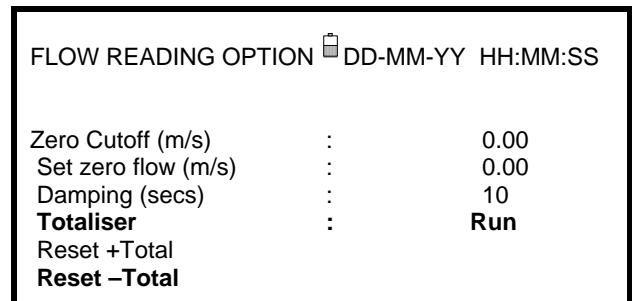 FLOW READING OPTION DD-MM-YY HH:MM:SS
Zero Cutoff (m/s) : 0.00
Set zero flow (m/s) : 0.00
Damping (secs) : 10
Totaliser : Run
Reset +Total
Reset –Total